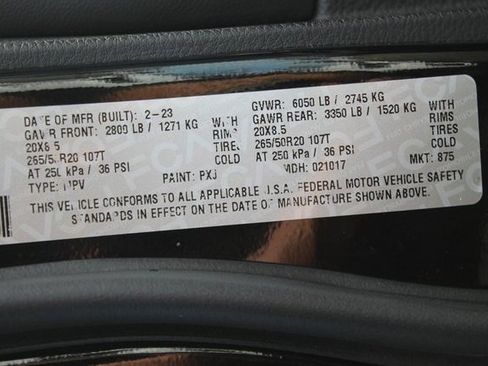 DATE OF MFR (BUILT): 2-23 GVWR: 6050 LB / 2745 KG
GAWR FRONT: 2809 LB / 1271 KG WITH GAWR REAR: 3350 LB / 1520 KG WITH
20X8.5 RIMS 20X8.5 RIMS
265/50R20 107T TIRES 265/50R20 107T TIRES
AT 250 kPa / 36 PSI COLD AT 250 kPa / 36 PSI COLD
TYPE: MPV PAINT: PXJ MDH: 021017 MKT: 875
THIS VEHICLE CONFORMS TO ALL APPLICABLE U.S.A. FEDERAL MOTOR VEHICLE SAFETY
STANDARDS IN EFFECT ON THE DATE OF MANUFACTURE SHOWN ABOVE.